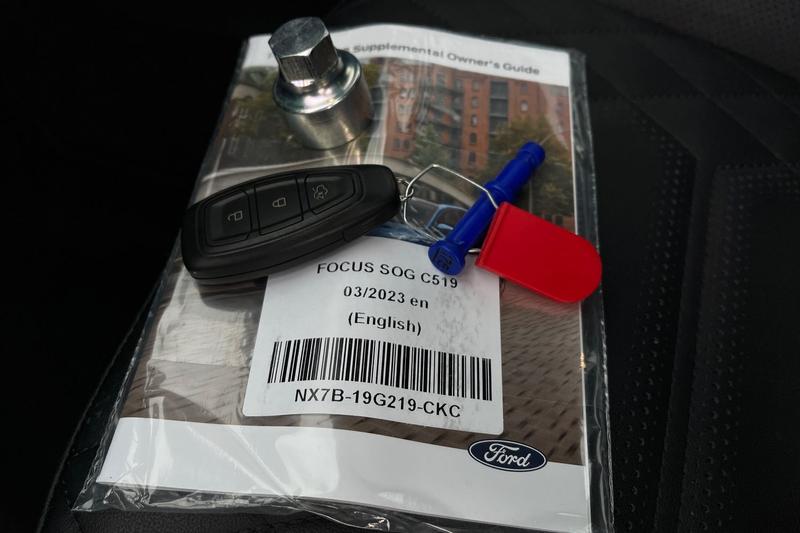 Supplemental Owner's Guide
FOCUS SOG C519
03/2023 en
(English)
NX7B-19G219-CKC
Ford